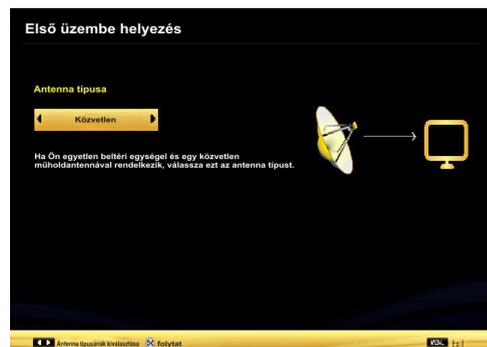 Első üzembe helyezés
Antenna típusa
Közvetlen
Ha Ön egyetlen beltéri egységel és egy közvetlen
műholdantennával rendelkezik, válassza ezt az antenna típust.
Antenna típusának kiválasztása OK folytat